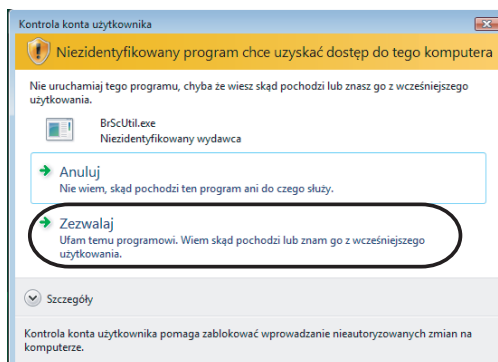 Kontrola konta użytkownika
Niezidentyfikowany program chce uzyskać dostęp do tego komputera
Nie uruchamiaj tego programu, chyba że wiesz skąd pochodzi lub znasz go z wcześniejszego
użytkowania.
BrScUtil.exe
Niezidentyfikowany wydawca
Anuluj
Nie wiem, skąd pochodzi ten program ani do czego służy.
Zezwalaj
Ufam temu programowi. Wiem skąd pochodzi lub znam go z wcześniejszego
użytkowania.
Szczegóły
Kontrola konta użytkownika pomaga zablokować wprowadzanie nieautoryzowanych zmian na
komputerze.